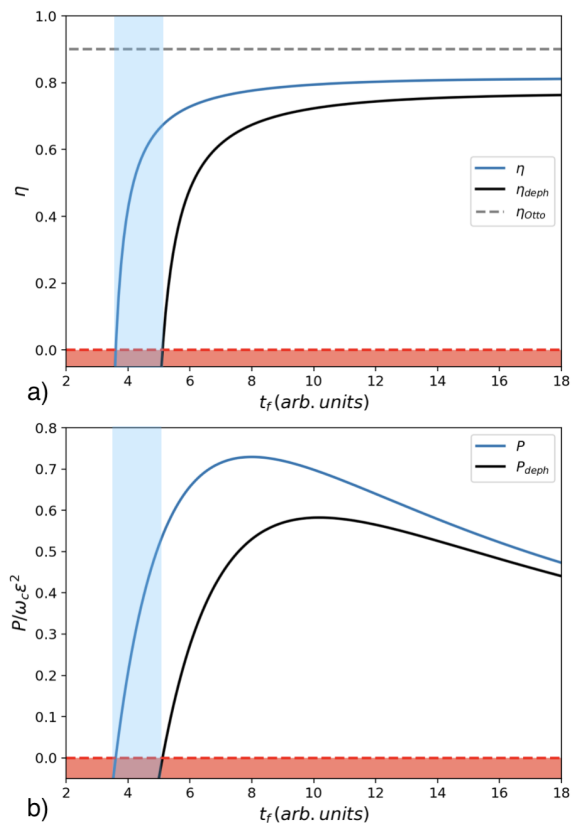 1.0
0.8
0.6
0.4
0.2
0.0
η
η
η_deph
η_Otto
2 4 6 8 10 12 14 16 18
a) t_f (arb. units)
0.8
0.7
0.6
0.5
0.4
0.3
0.2
0.1
0.0
P/ω_cε²
P
P_deph
2 4 6 8 10 12 14 16 18
b) t_f (arb. units)